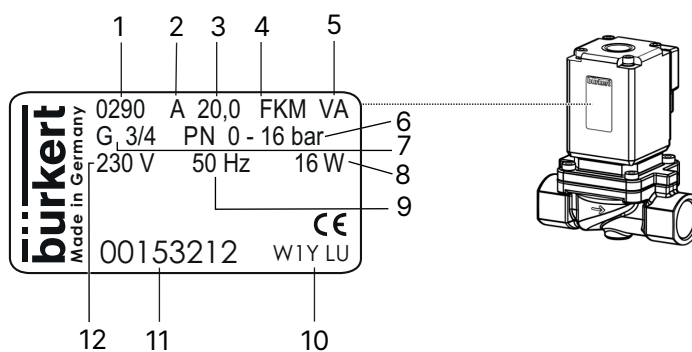 1 2 3 4 5
0290 A 20,0 FKM VA
G 3/4 PN 0 - 16 bar 6
7
230 V 50 Hz 16 W 8
9
bürkert
Made in Germany
CE
00153212 W1Y LU
12 11 10
burkert